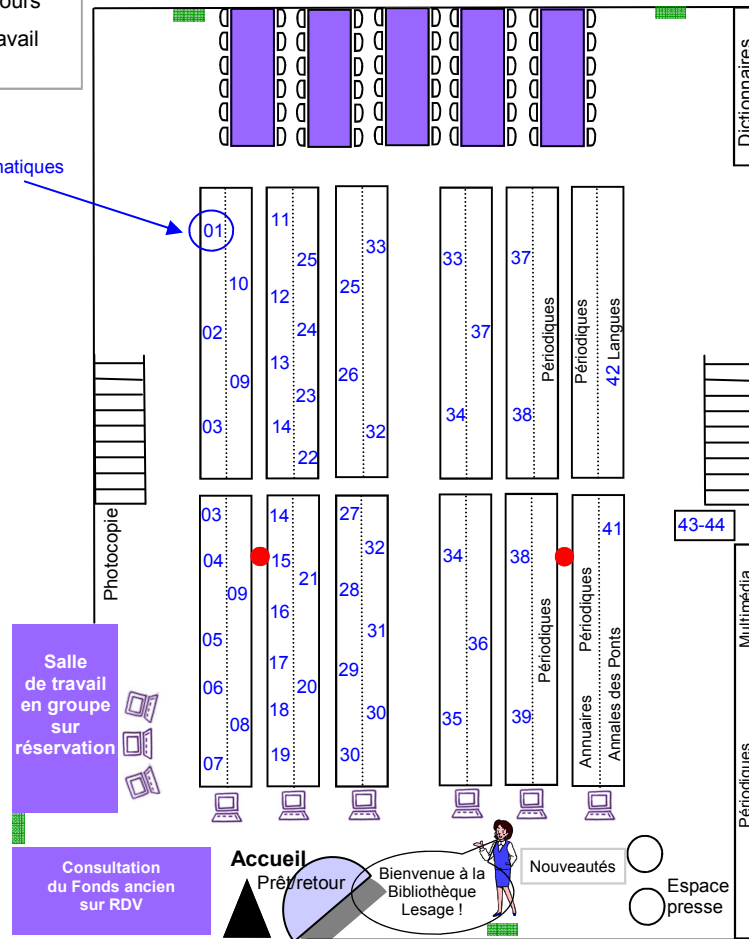 ours
avail
Dictionnaires
natiques
01
10
02
09
03
11
25
12
24
13
23
14
22
33
25
26
32
33
37
34
37
38
Périodiques
Périodiques
42 Langues
03
04
09
05
06
08
07
14
15
21
16
17
20
18
19
27
32
28
31
29
30
30
34
36
35
38
39
Périodiques
Périodiques
Annuaires
41
Annales des Ponts
43-44
Photocopie
Multimédia
Périodiques
Salle
de travail
en groupe
sur
réservation
Consultation
du Fonds ancien
sur RDV
Accueil
Prêt/retour
Bienvenue à la
Bibliothèque
Lesage !
Nouveautés
Espace
presse